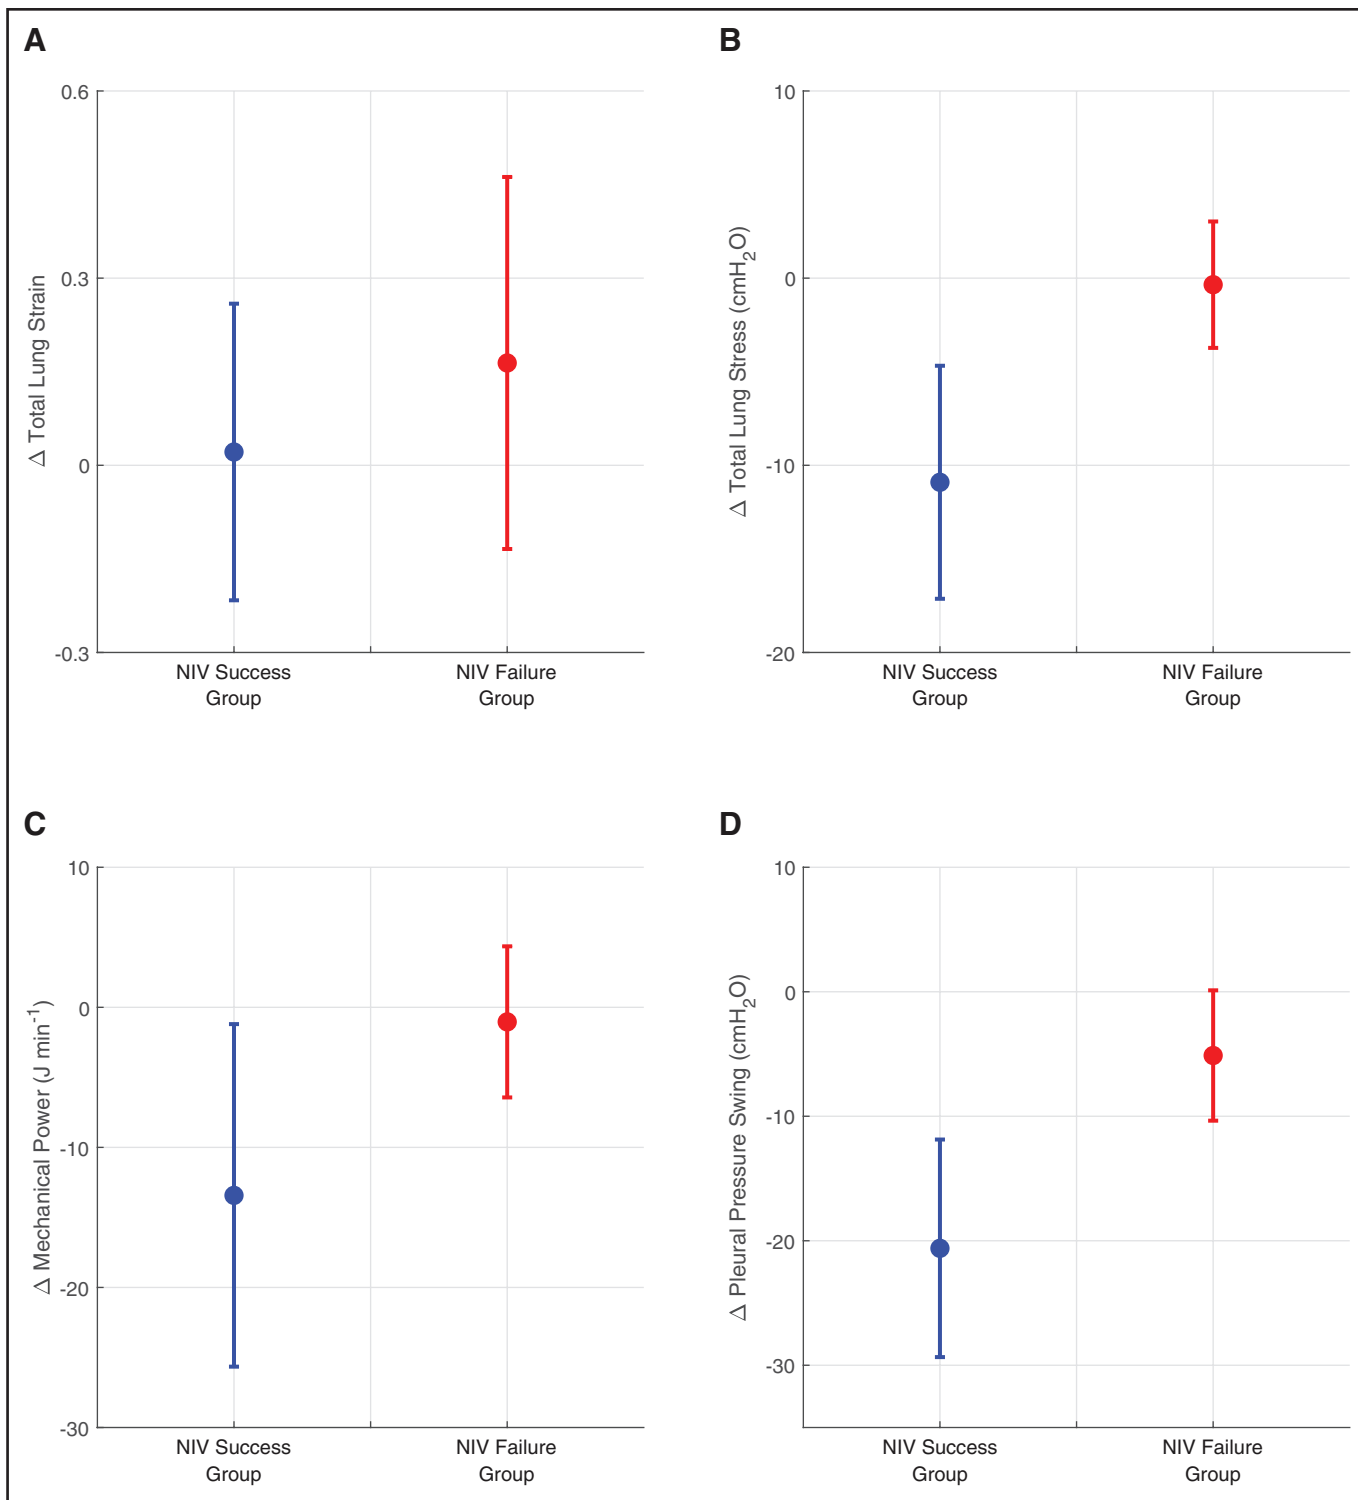 A
0.6
0.3
0
-0.3
Δ Total Lung Strain
NIV Success
Group
NIV Failure
Group
B
10
0
-10
-20
Δ Total Lung Stress (cmH₂O)
NIV Success
Group
NIV Failure
Group
C
10
0
-10
-20
-30
Δ Mechanical Power (J min⁻¹)
NIV Success
Group
NIV Failure
Group
D
10
0
-10
-20
-30
Δ Pleural Pressure Swing (cmH₂O)
NIV Success
Group
NIV Failure
Group